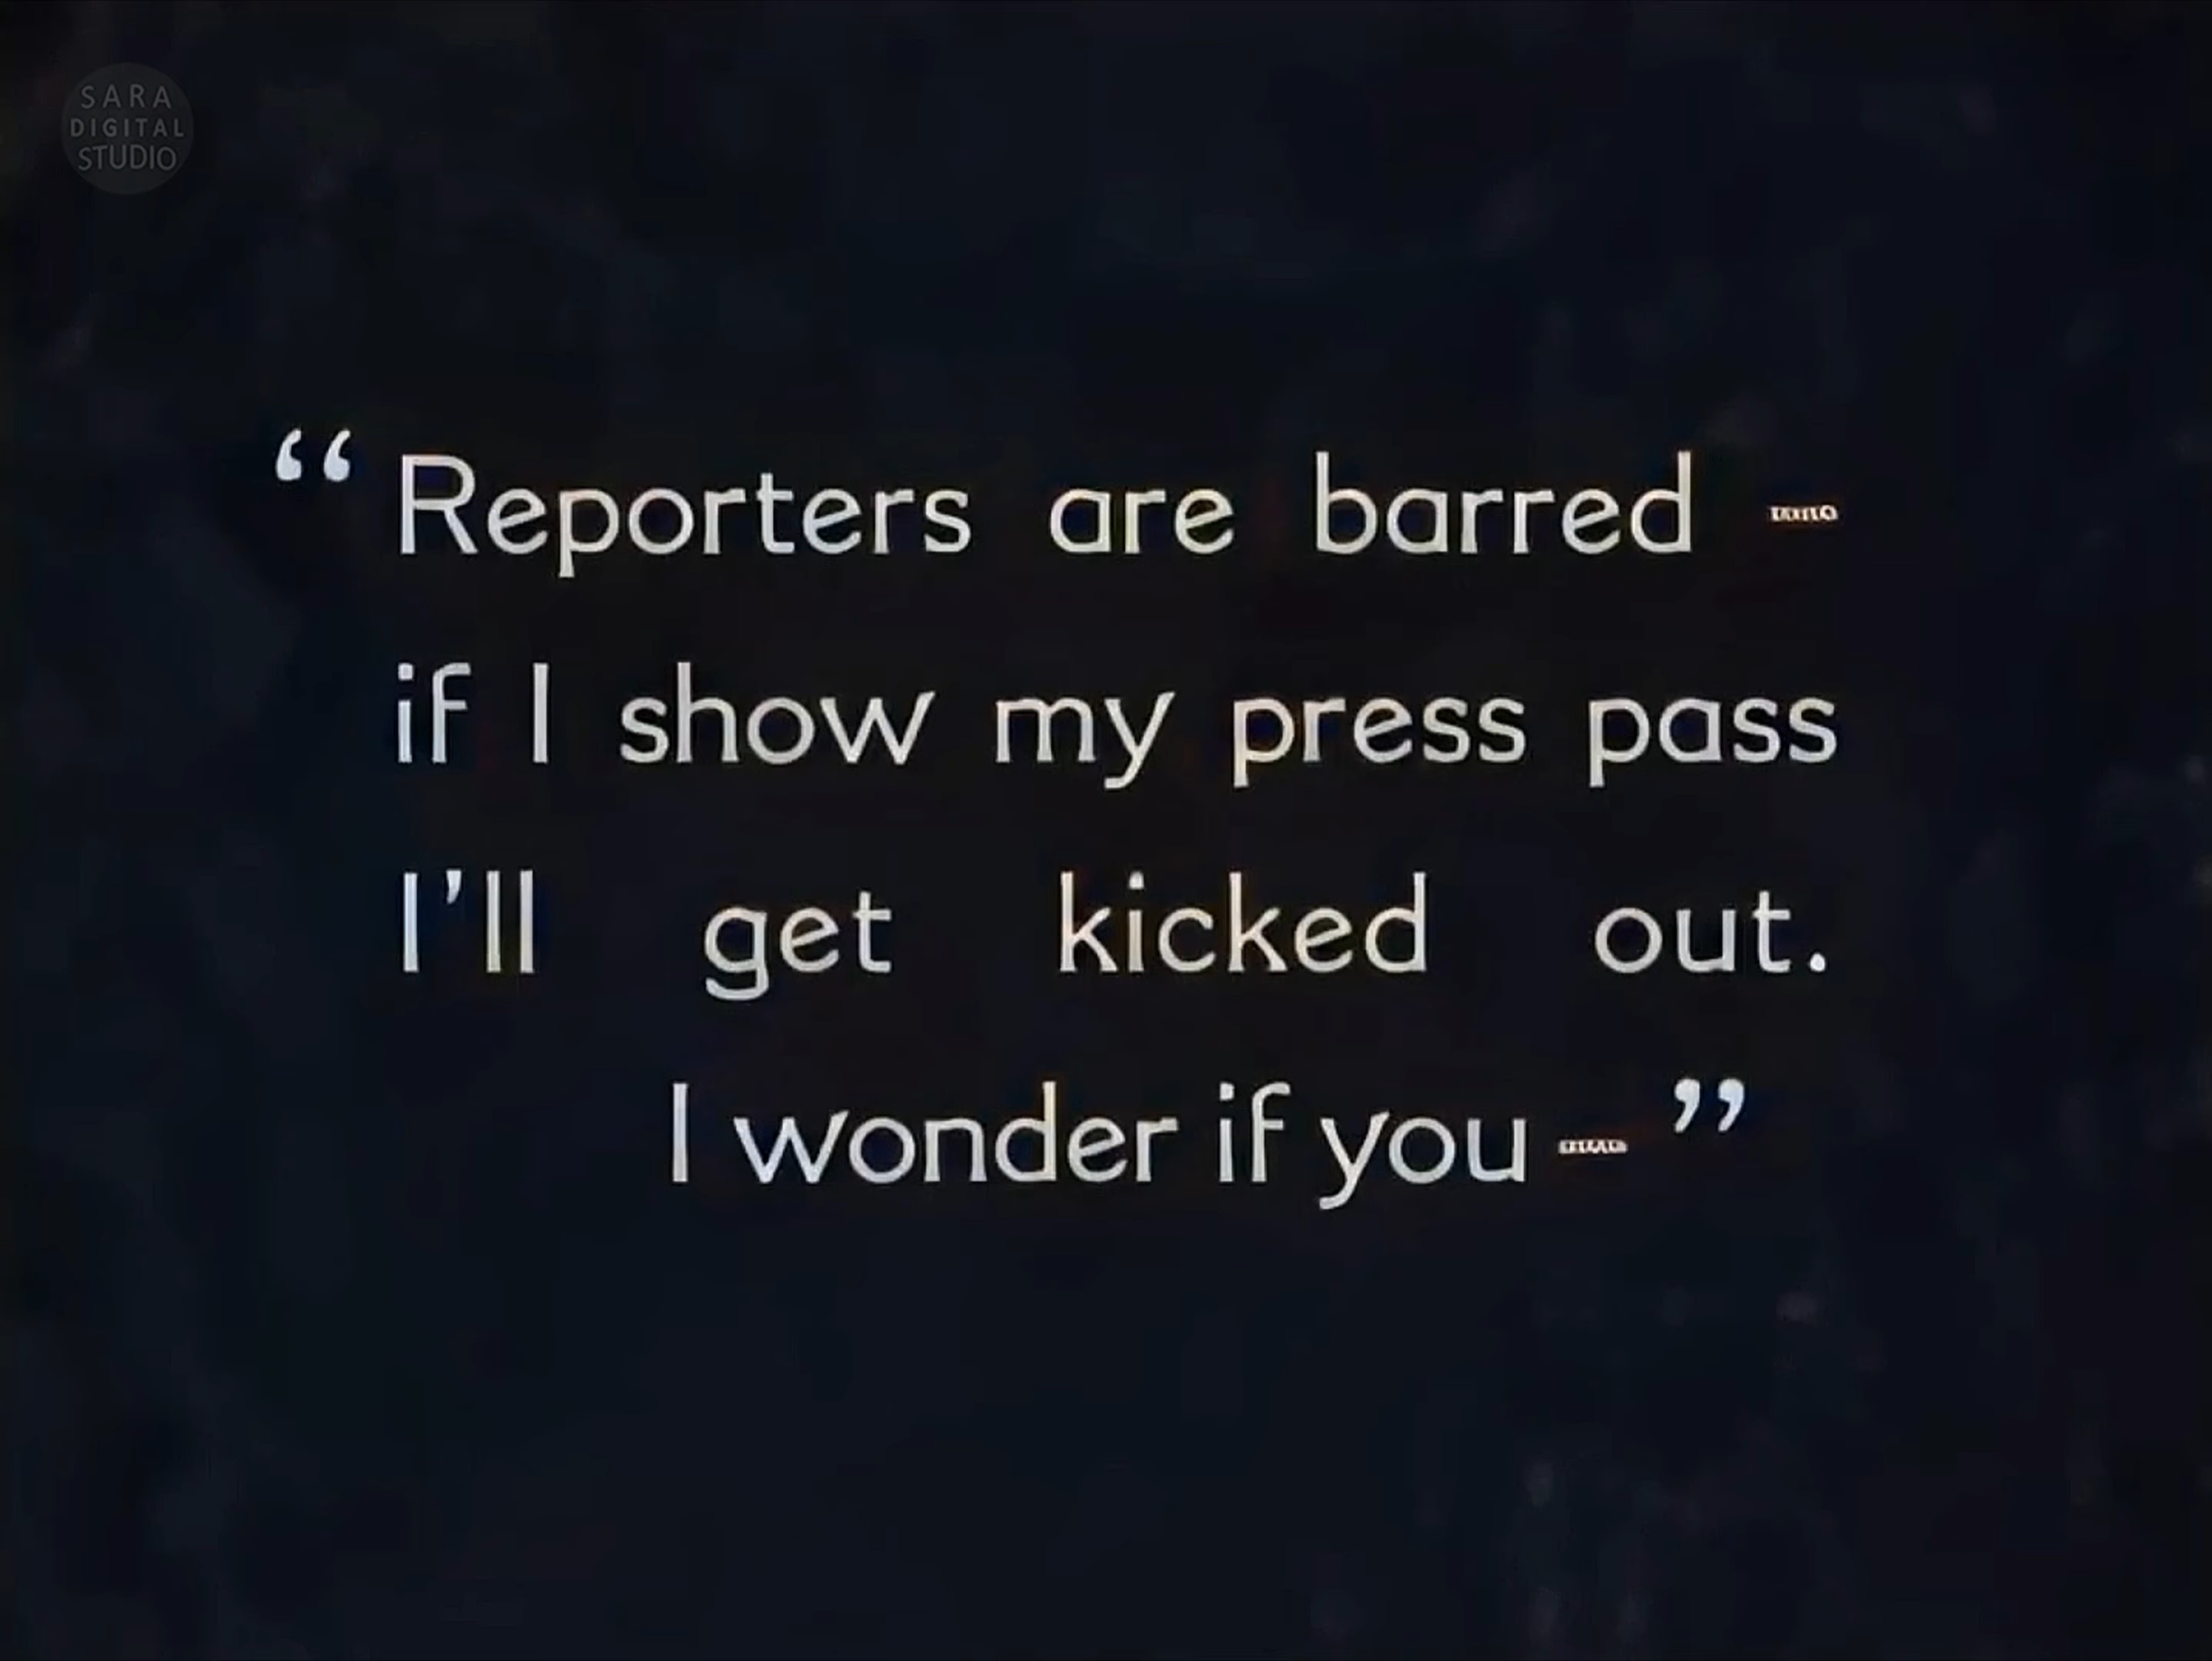 SARA
DIGITAL
STUDIO
“Reporters are barred —
if I show my press pass
I’ll get kicked out.
I wonder if you — ”